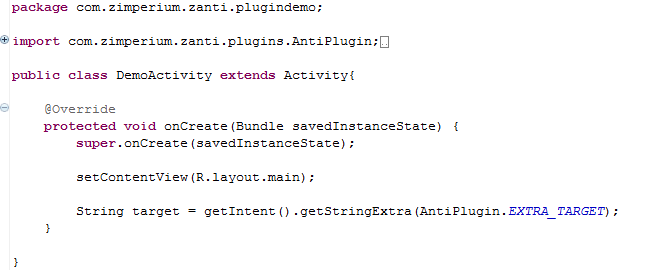 package com.zimperium.zanti.plugindemo;
import com.zimperium.zanti.plugins.AntiPlugin;
public class DemoActivity extends Activity{
@Override
protected void onCreate(Bundle savedInstanceState) {
super.onCreate(savedInstanceState);
setContentView(R.layout.main);
String target = getIntent().getStringExtra(AntiPlugin.EXTRA_TARGET);
}
}